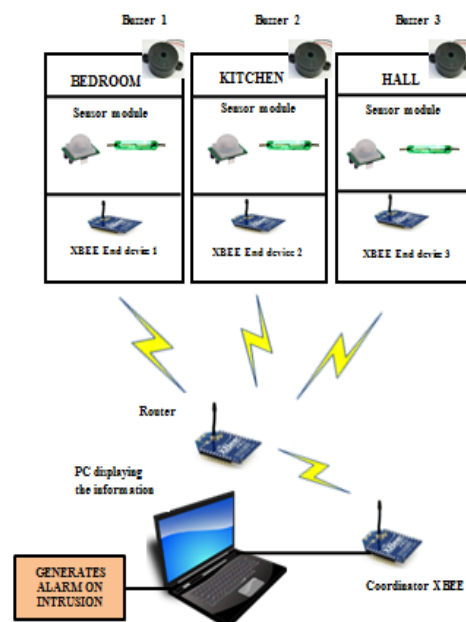 Buzzer 1
Buzzer 2
Buzzer 3
BEDROOM
KITCHEN
HALL
Sensor module
Sensor module
Sensor module
XBEE End device 1
XBEE End device 2
XBEE End device 3
Router
PC displaying
the information
GENERATES
ALARM ON
INTRUSION
Coordinator XBEE